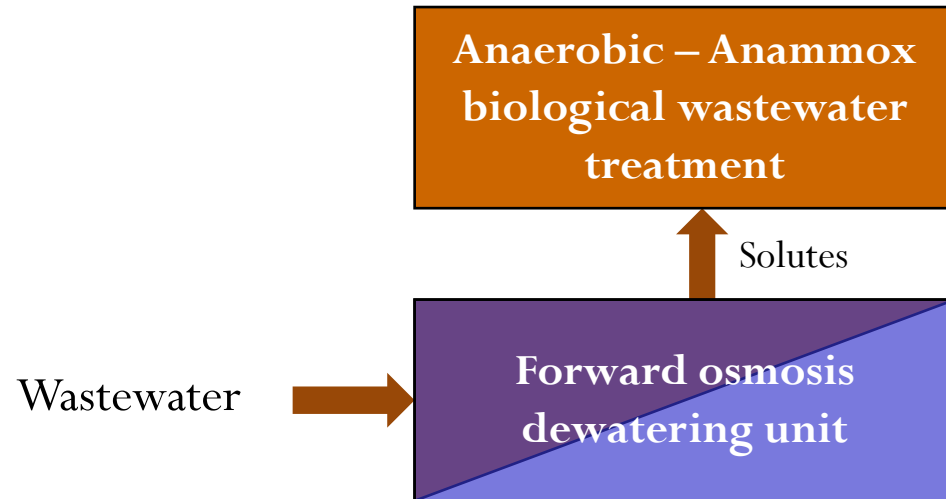 Anaerobic – Anammox
biological wastewater
treatment
Solutes
Wastewater
Forward osmosis
dewatering unit